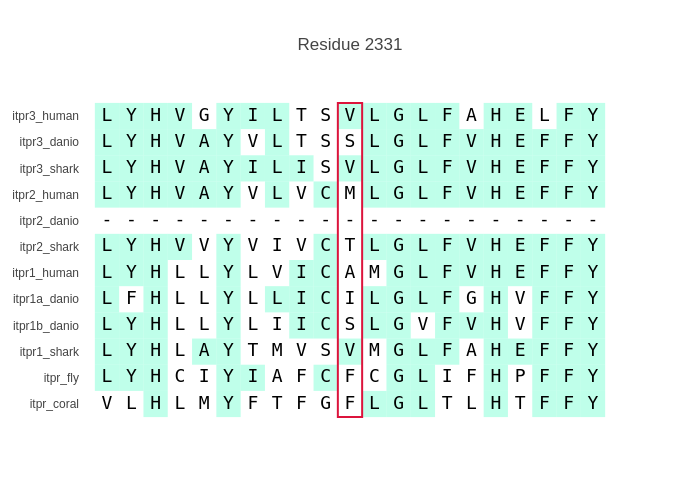 Residue 2331
itpr3_human L Y H V G Y I L T S V L G L F A H E L F Y
itpr3_danio L Y H V A Y V L T S S L G L F V H E F F Y
itpr3_shark L Y H V A Y I L I S V L G L F V H E F F Y
itpr2_human L Y H V A Y V L V C M L G L F V H E F F Y
itpr2_danio - - - - - - - - - - - - - - - - - - - - -
itpr2_shark L Y H V V Y V I V C T L G L F V H E F F Y
itpr1_human L Y H L L Y L V I C A M G L F V H E F F Y
itpr1a_danio L F H L L Y L L I C I L G L F G H V F F Y
itpr1b_danio L Y H L L Y L I I C S L G V F V H V F F Y
itpr1_shark L Y H L A Y T M V S V M G L F A H E F F Y
itpr_fly L Y H C I Y I A F C F C G L I F H P F F Y
itpr_coral V L H L M Y F T F G F L G L T L H T F F Y